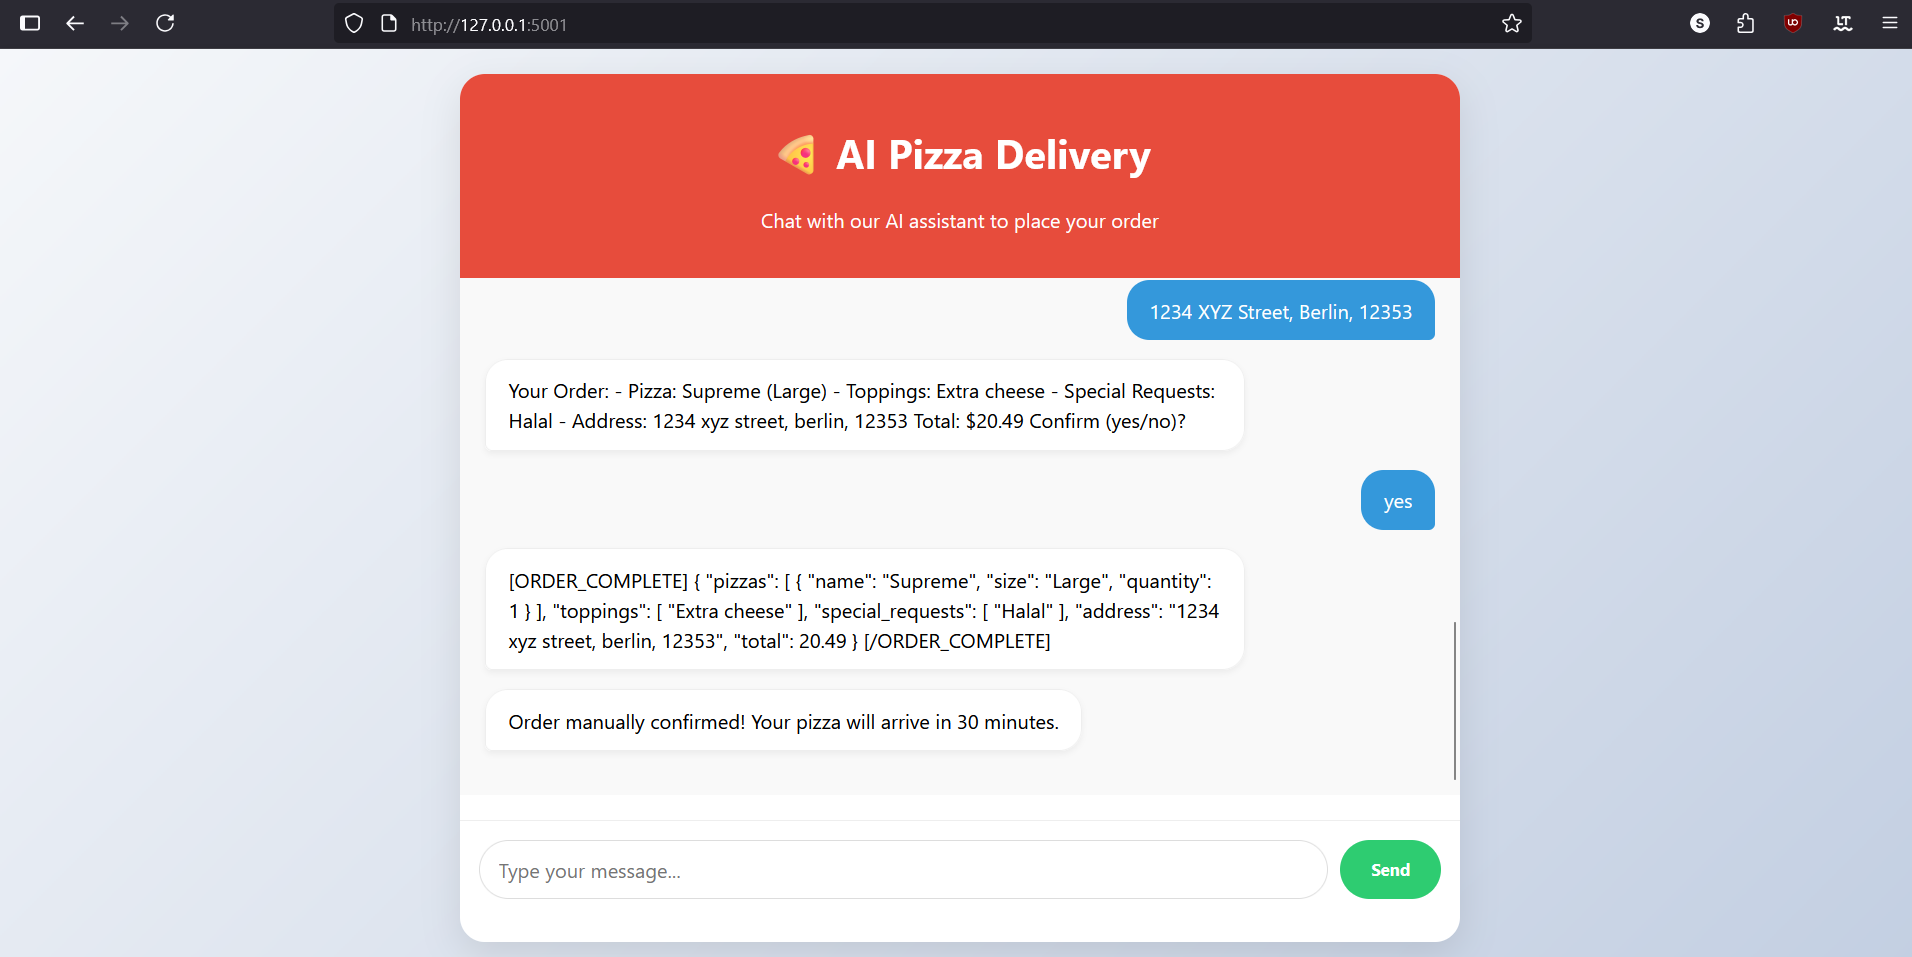 http://127.0.0.1:5001
S
LT
AI Pizza Delivery
Chat with our AI assistant to place your order
1234 XYZ Street, Berlin, 12353
Your Order: - Pizza: Supreme (Large) - Toppings: Extra cheese - Special Requests:
Halal - Address: 1234 xyz street, berlin, 12353 Total: $20.49 Confirm (yes/no)?
yes
[ORDER_COMPLETE] { "pizzas": [ { "name": "Supreme", "size": "Large", "quantity":
1 } ], "toppings": [ "Extra cheese" ], "special_requests": [ "Halal" ], "address": "1234
xyz street, berlin, 12353", "total": 20.49 } [/ORDER_COMPLETE]
Order manually confirmed! Your pizza will arrive in 30 minutes.
Type your message...
Send